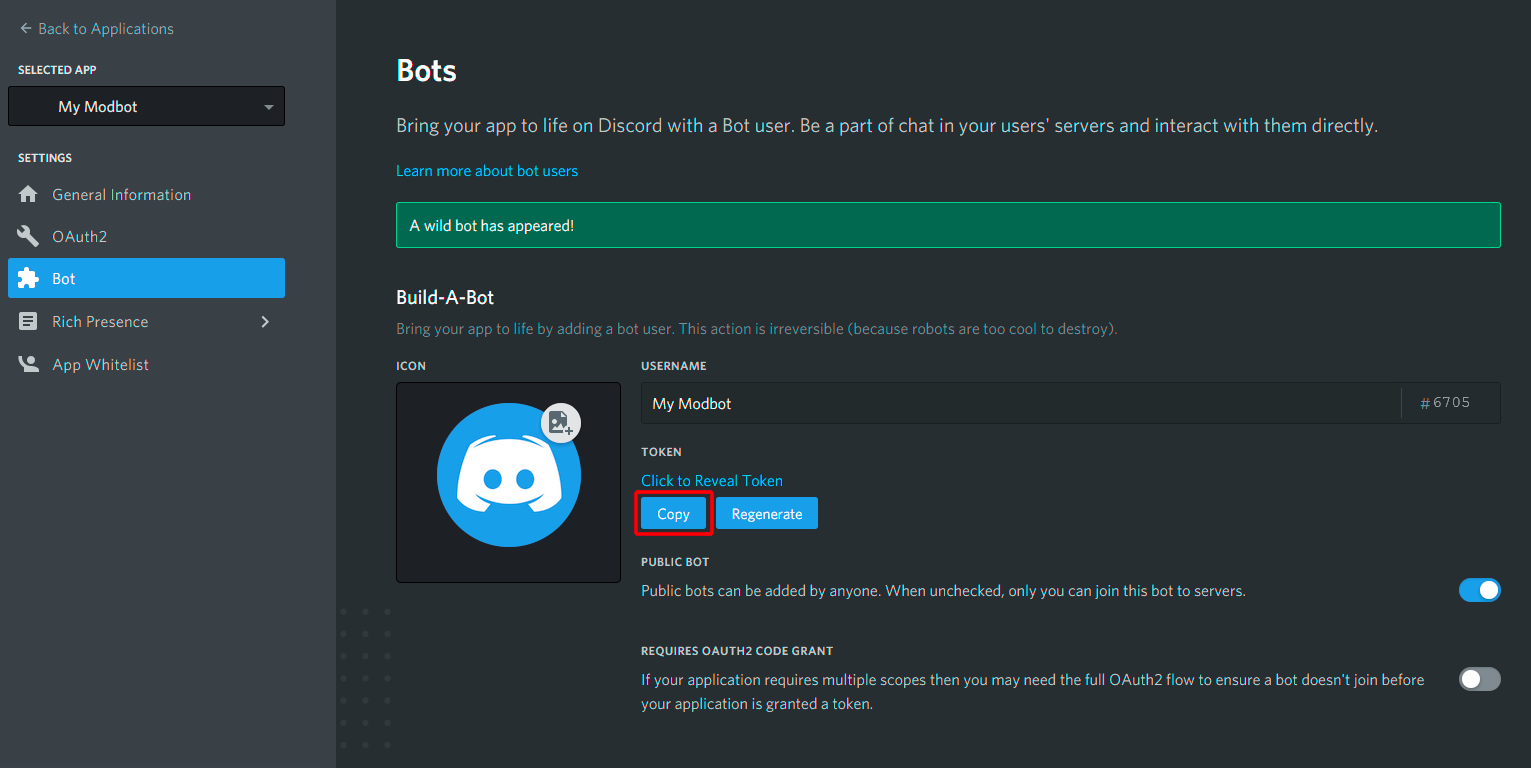 Back to Applications
SELECTED APP
My Modbot
SETTINGS
General Information
OAuth2
Bot
Rich Presence
App Whitelist
Bots
Bring your app to life on Discord with a Bot user. Be a part of chat in your users' servers and interact with them directly.
Learn more about bot users
A wild bot has appeared!
Build-A-Bot
Bring your app to life by adding a bot user. This action is irreversible (because robots are too cool to destroy).
ICON
USERNAME
My Modbot #6705
TOKEN
Click to Reveal Token
Copy Regenerate
PUBLIC BOT
Public bots can be added by anyone. When unchecked, only you can join this bot to servers.
REQUIRES OAUTH2 CODE GRANT
If your application requires multiple scopes then you may need the full OAuth2 flow to ensure a bot doesn't join before
your application is granted a token.